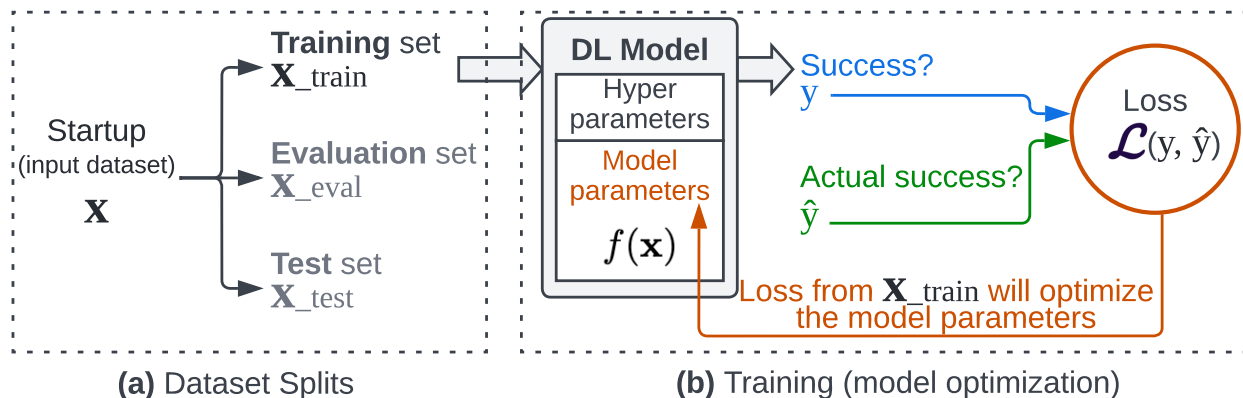 Startup
(input dataset)
x
Training set
x_train
Evaluation set
x_eval
Test set
x_test
(a) Dataset Splits
DL Model
Hyper
parameters
Model
parameters
f(x)
Success?
y
Actual success?
ŷ
Loss
ℒ(y, ŷ)
Loss from x_train will optimize
the model parameters
(b) Training (model optimization)